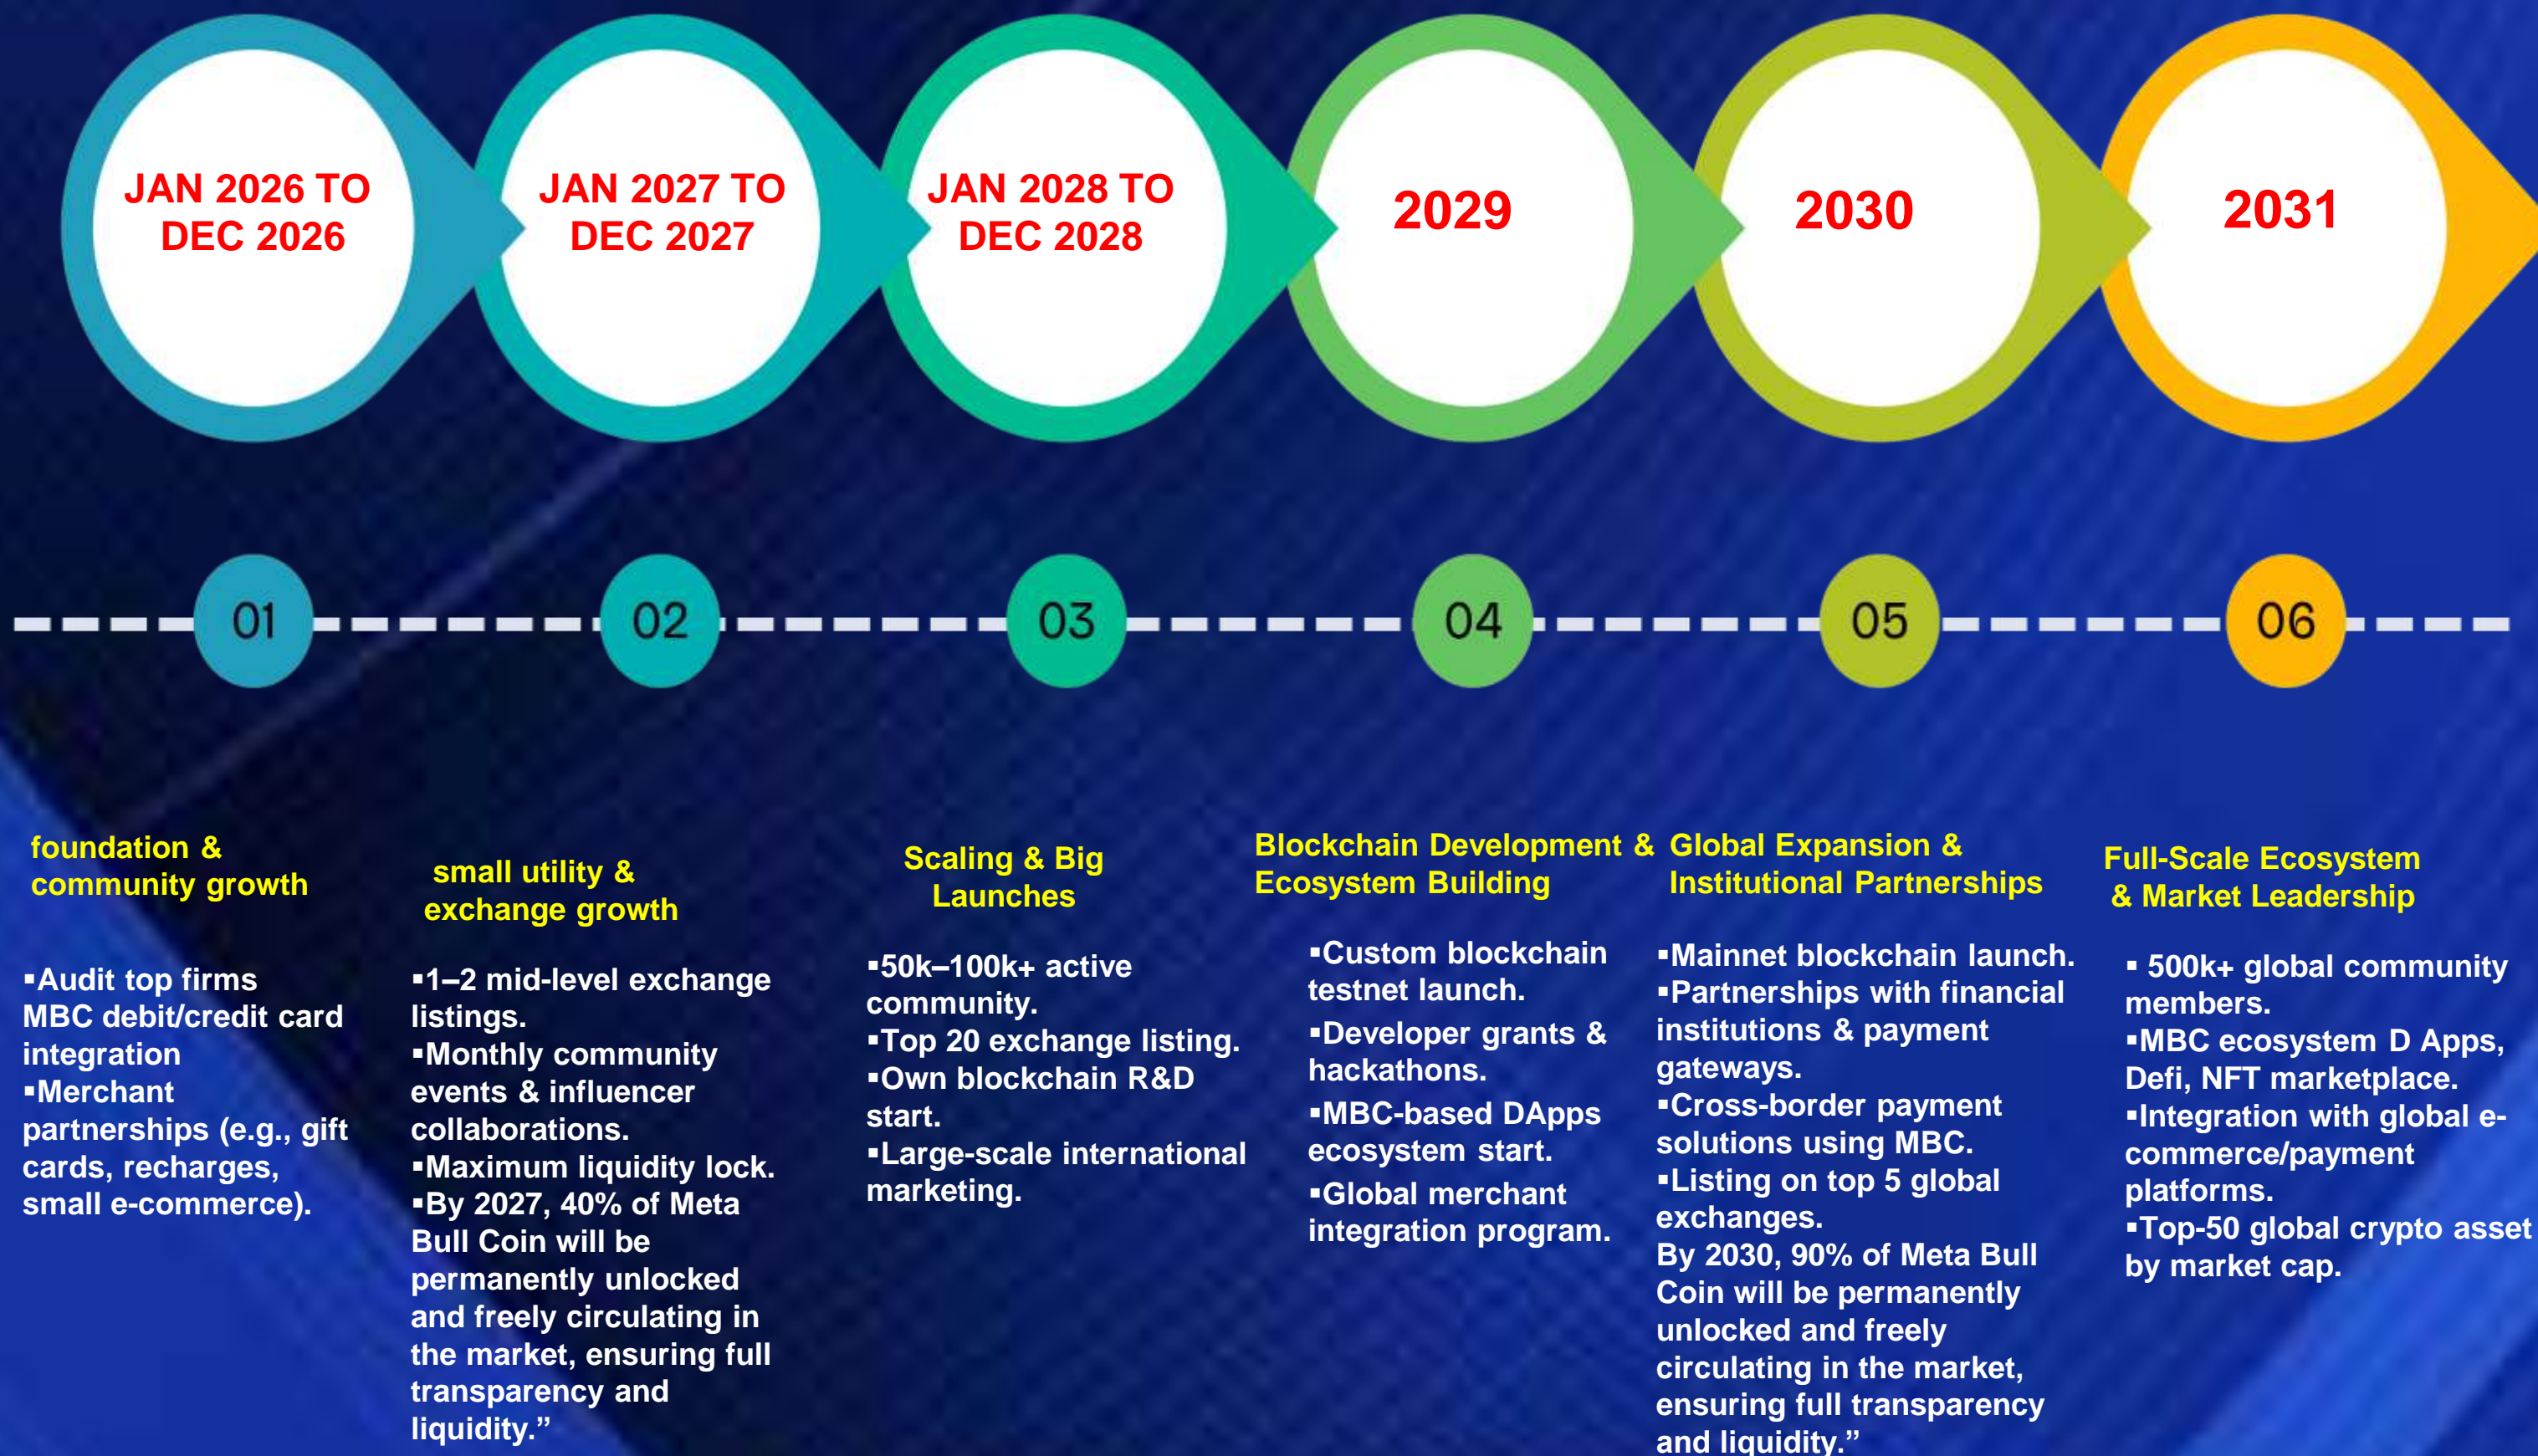 JAN 2026 TO
DEC 2026
JAN 2027 TO
DEC 2027
JAN 2028 TO
DEC 2028
2029
2030
2031
01
02
03
04
05
06
foundation &
community growth
▪Audit top firms
MBC debit/credit card
integration
▪Merchant
partnerships (e.g., gift
cards, recharges,
small e-commerce).
small utility &
exchange growth
▪1–2 mid-level exchange
listings.
▪Monthly community
events & influencer
collaborations.
▪Maximum liquidity lock.
▪By 2027, 40% of Meta
Bull Coin will be
permanently unlocked
and freely circulating in
the market, ensuring full
transparency and
liquidity.”
Scaling & Big
Launches
▪50k–100k+ active
community.
▪Top 20 exchange listing.
▪Own blockchain R&D
start.
▪Large-scale international
marketing.
Blockchain Development &
Ecosystem Building
▪Custom blockchain
testnet launch.
▪Developer grants &
hackathons.
▪MBC-based DApps
ecosystem start.
▪Global merchant
integration program.
Global Expansion &
Institutional Partnerships
▪Mainnet blockchain launch.
▪Partnerships with financial
institutions & payment
gateways.
▪Cross-border payment
solutions using MBC.
▪Listing on top 5 global
exchanges.
By 2030, 90% of Meta Bull
Coin will be permanently
unlocked and freely
circulating in the market,
ensuring full transparency
and liquidity.”
Full-Scale Ecosystem
& Market Leadership
▪ 500k+ global community
members.
▪MBC ecosystem D Apps,
Defi, NFT marketplace.
▪Integration with global e-
commerce/payment
platforms.
▪Top-50 global crypto asset
by market cap.